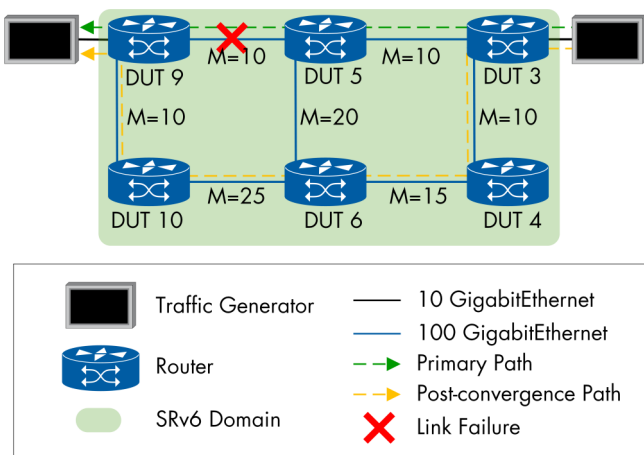 M=10
M=10
DUT 9
DUT 5
DUT 3
M=10
M=20
M=10
M=25
M=15
DUT 10
DUT 6
DUT 4
Traffic Generator
10 GigabitEthernet
100 GigabitEthernet
Router
Primary Path
Post-convergence Path
SRv6 Domain
Link Failure